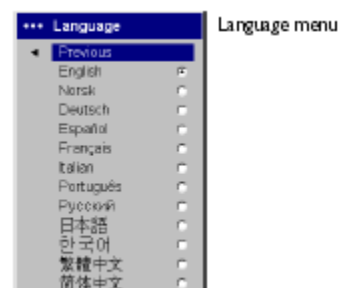 ••• Language
Language menu
◄ Previous
English
Norsk
Deutsch
Español
Français
Italian
Português
Русский
日本語
한국어
繁體中文
简体中文